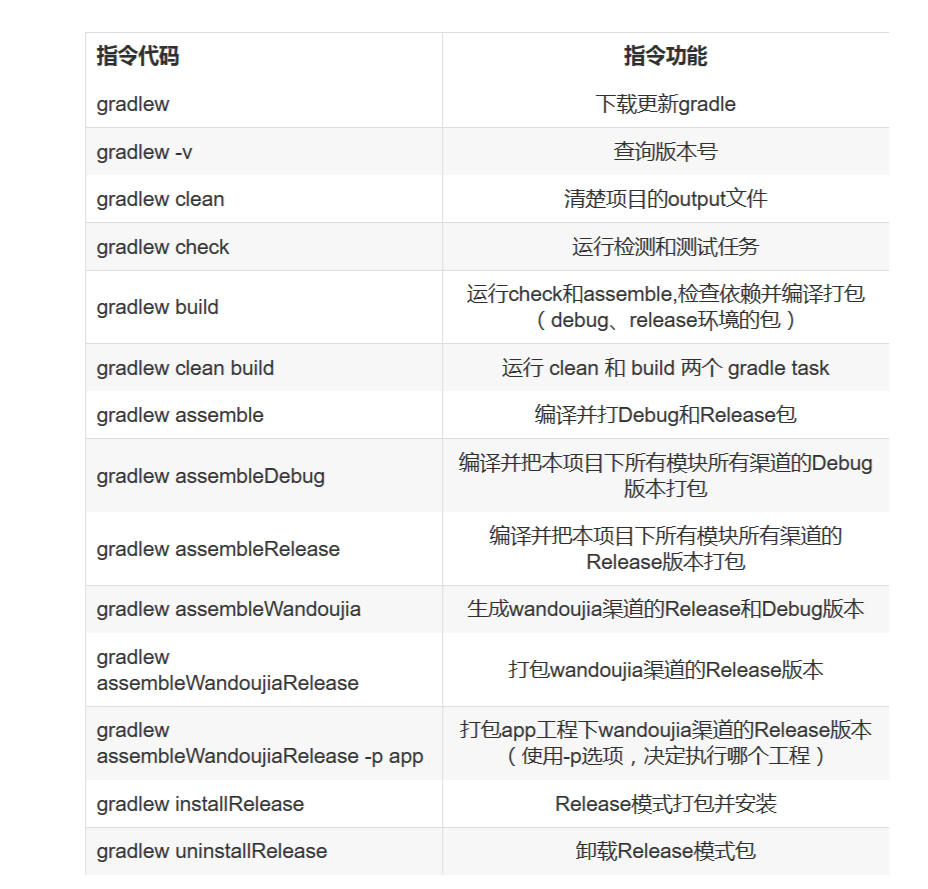 指令代码 指令功能
gradlew 下载更新gradle
gradlew -v 查询版本号
gradlew clean 清楚项目的output文件
gradlew check 运行检测和测试任务
gradlew build 运行check和assemble,检查依赖并编译打包
（debug、release环境的包）
gradlew clean build 运行 clean 和 build 两个 gradle task
gradlew assemble 编译并打Debug和Release包
gradlew assembleDebug 编译并把本项目下所有模块所有渠道的Debug
版本打包
gradlew assembleRelease 编译并把本项目下所有模块所有渠道的
Release版本打包
gradlew assembleWandoujia 生成wandoujia渠道的Release和Debug版本
gradlew
assembleWandoujiaRelease 打包wandoujia渠道的Release版本
gradlew
assembleWandoujiaRelease -p app 打包app工程下wandoujia渠道的Release版本
（使用-p选项，决定执行哪个工程）
gradlew installRelease Release模式打包并安装
gradlew uninstallRelease 卸载Release模式包